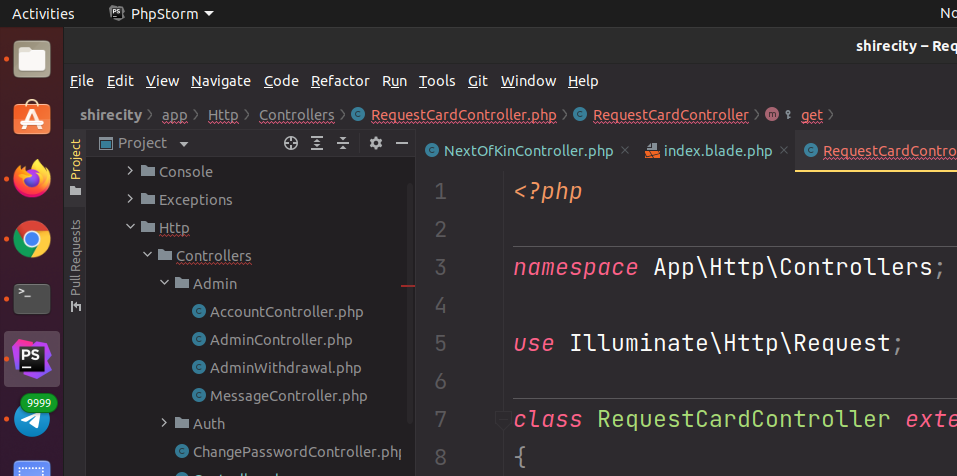 Activities PhpStorm No
shirecity – Req
File Edit View Navigate Code Refactor Run Tools Git Window Help
shirecity app Http Controllers RequestCardController.php RequestCardController m get
Project
Pull Requests
Project
NextOfKinController.php index.blade.php RequestCardContro
Console
Exceptions
Http
Controllers
Admin
AccountController.php
AdminController.php
AdminWithdrawal.php
MessageController.php
Auth
ChangePasswordController.php
1 <?php
2
3 namespace App\Http\Controllers;
4
5 use Illuminate\Http\Request;
6
7 class RequestCardController exte
8 {
PS
9999